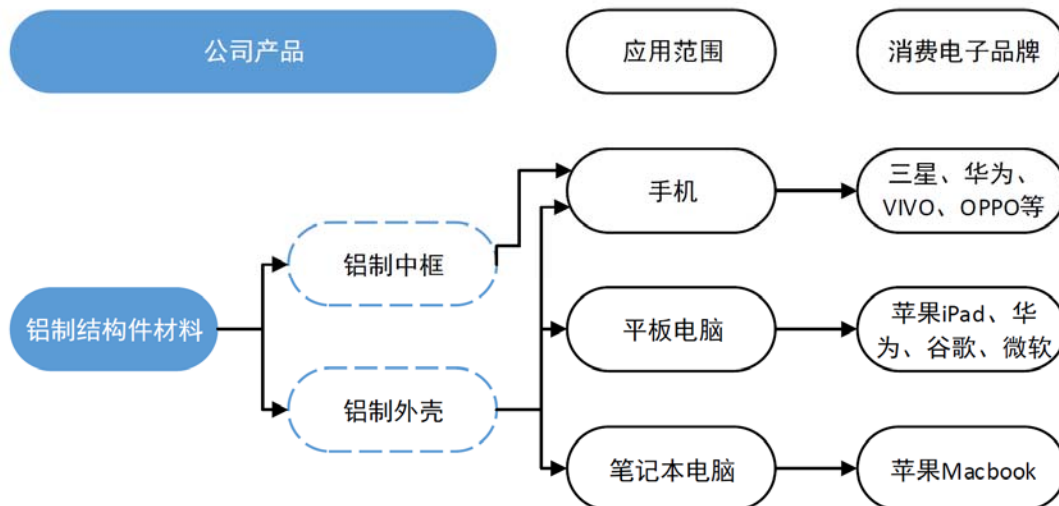 公司产品
应用范围
消费电子品牌
手机
三星、华为、
VIVO、OPPO等
铝制中框
铝制结构件材料
平板电脑
苹果iPad、华
为、谷歌、微软
铝制外壳
笔记本电脑
苹果Macbook